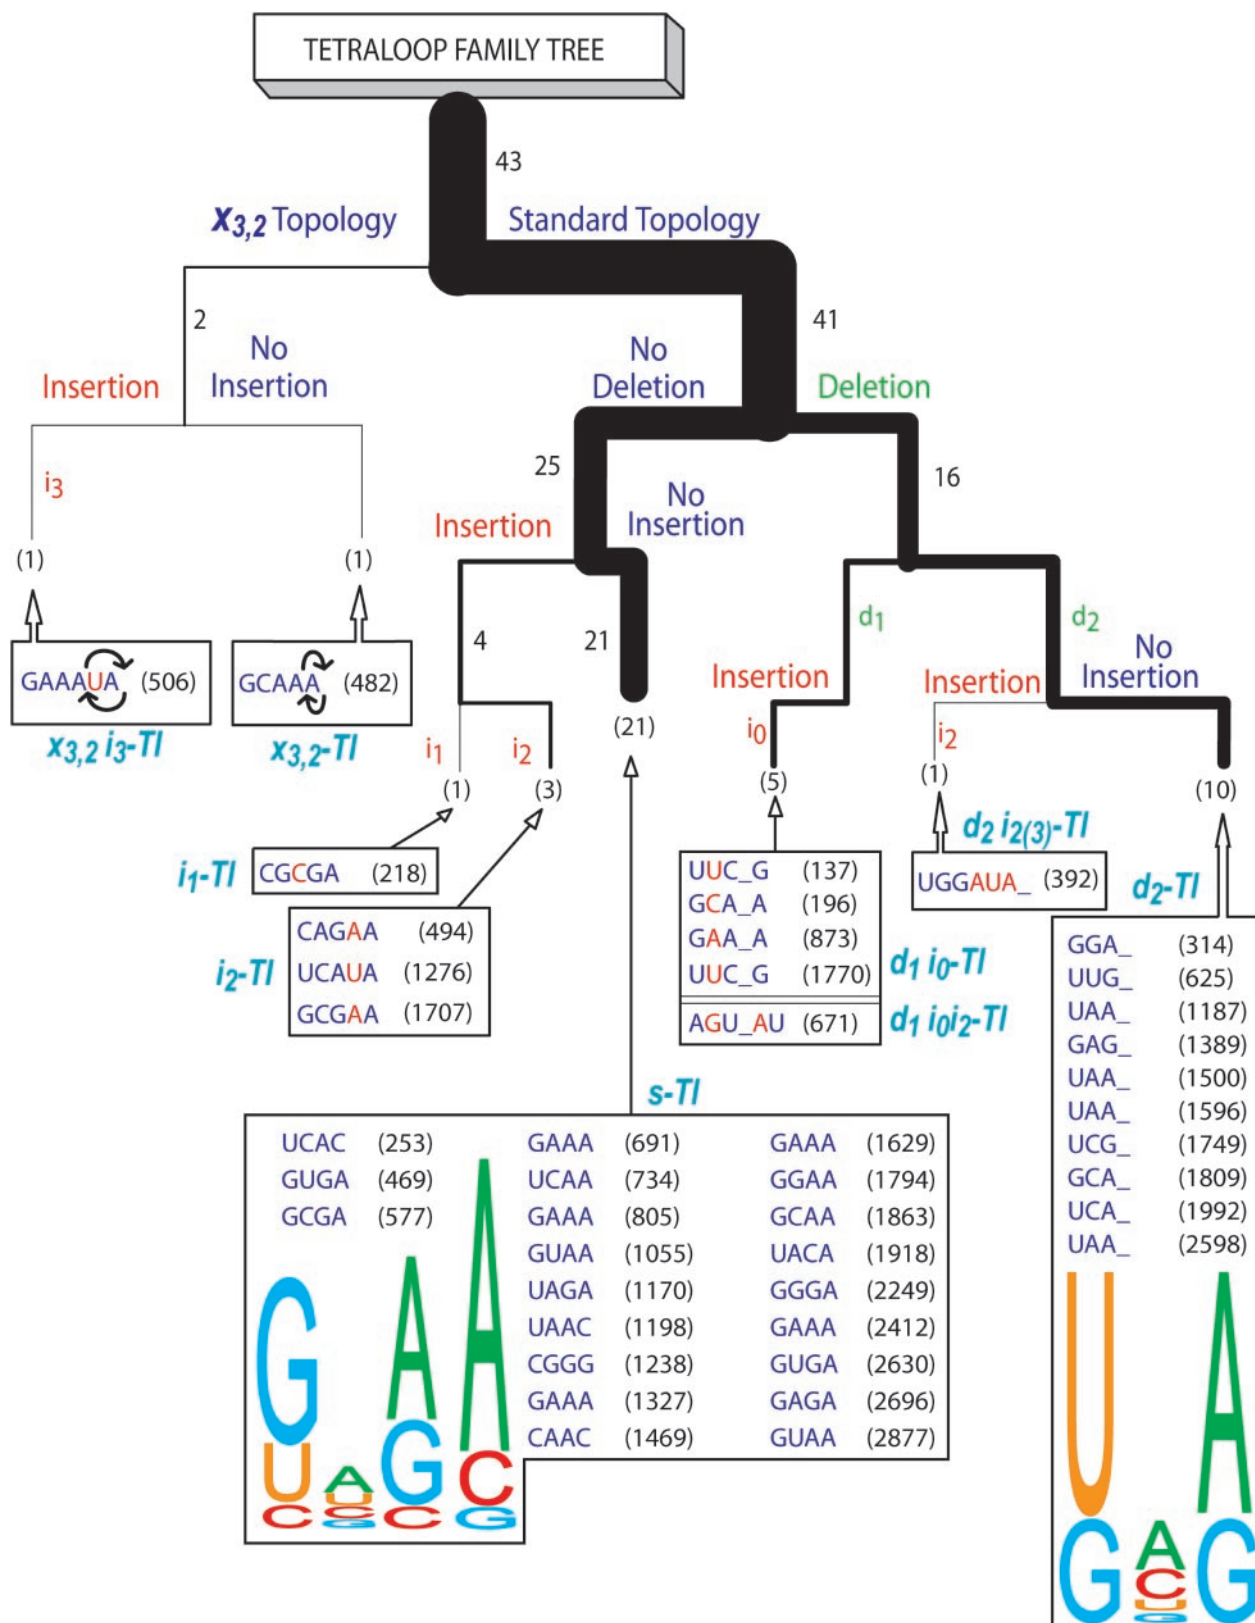 TETRALOOP FAMILY TREE
43
x3,2 Topology Standard Topology
2
41
Insertion No Insertion
No Deletion Deletion
i3
25
16
Insertion No Insertion
(1) (1)
GAAAUA (506)
x3,2 i3-Tl
GCAAA (482)
x3,2-Tl
4
21
d1
d2
Insertion
Insertion
No Insertion
i1
i2
(21)
i0
i2
(1)
(3)
(5)
(1)
(10)
i1-Tl
CGCGA (218)
i2-Tl
CAGAA (494)
UCAUA (1276)
GCGAA (1707)
UUC_G (137)
GCA_A (196)
GAA_A (873)
UUC_G (1770)
d1 i0-Tl
AGU_AU (671)
d1 i0i2-Tl
d2 i2(3)-Tl
UGGAUA_ (392)
d2-Tl
GGA_ (314)
UUG_ (625)
UAA_ (1187)
GAG_ (1389)
UAA_ (1500)
UAA_ (1596)
UCG_ (1749)
GCA_ (1809)
UCA_ (1992)
UAA_ (2598)
s-Tl
UCAC (253)
GUGA (469)
GCGA (577)
GAAA (691)
UCAA (734)
GAAA (805)
GUAA (1055)
UAGA (1170)
UAAC (1198)
CGGG (1238)
GAAA (1327)
CAAC (1469)
GAAA (1629)
GGAA (1794)
GCAA (1863)
UACA (1918)
GGGA (2249)
GAAA (2412)
GUGA (2630)
GAGA (2696)
GUAA (2877)
G A A
U A G C
C U C G
C
G
U A
G A G
C
U
G